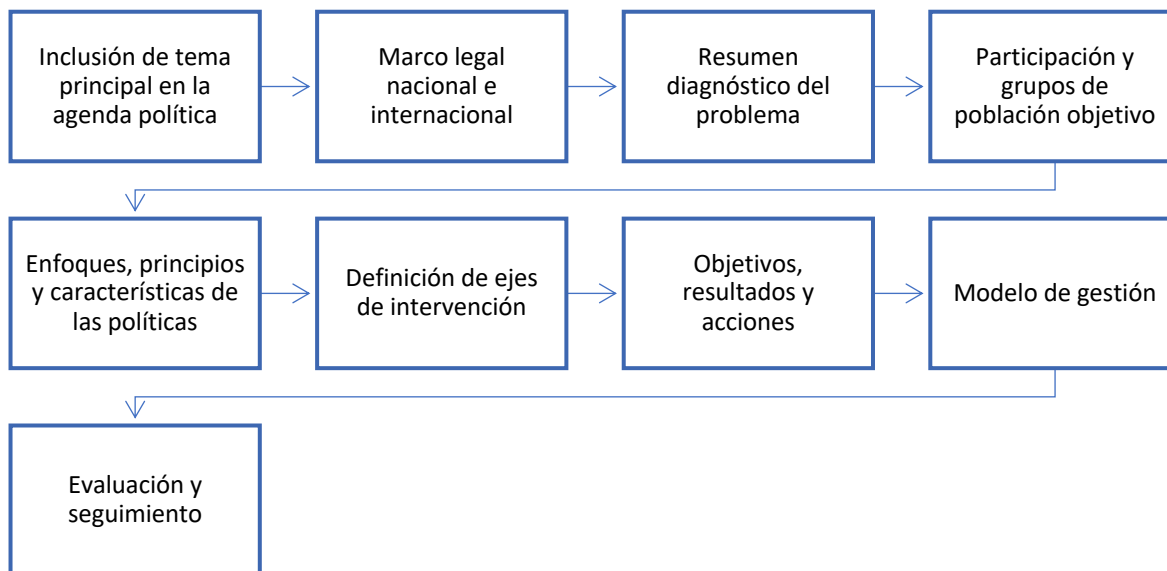 Inclusión de tema
principal en la
agenda política
Marco legal
nacional e
internacional
Resumen
diagnóstico del
problema
Participación y
grupos de
población objetivo
Enfoques, principios
y características de
las políticas
Definición de ejes
de intervención
Objetivos,
resultados y
acciones
Modelo de gestión
Evaluación y
seguimiento